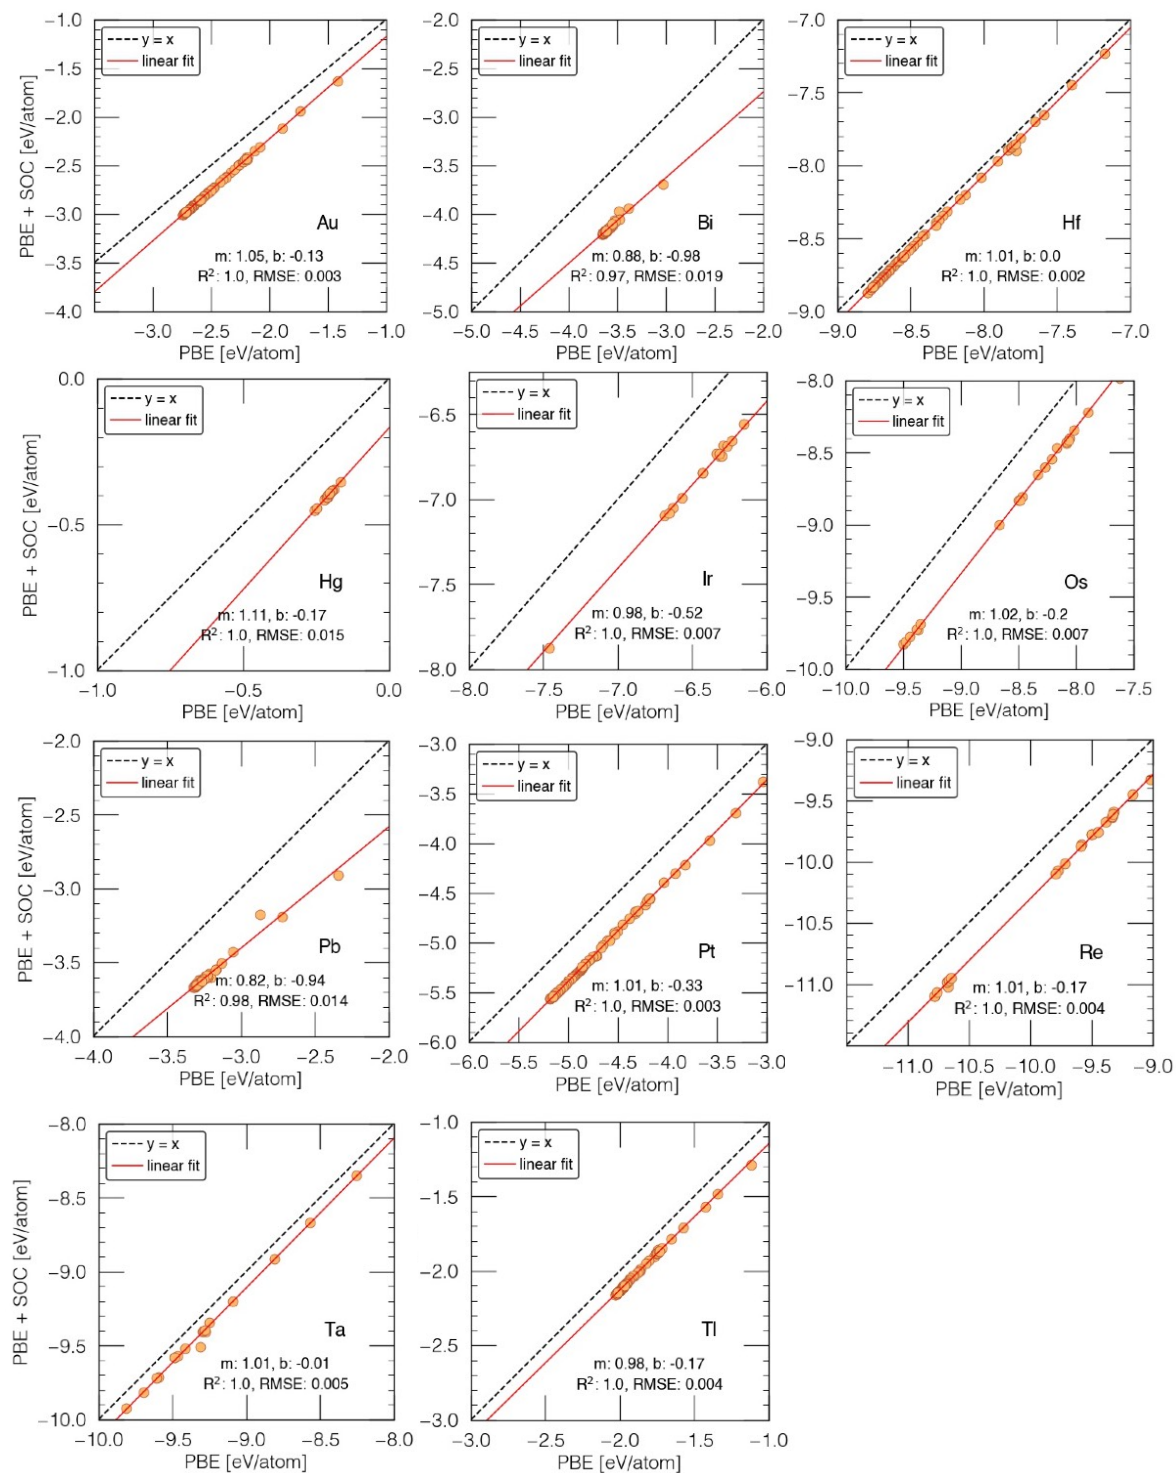 y = x
linear fit
Au
m: 1.05, b: -0.13
R²: 1.0, RMSE: 0.003
−1.0
−1.5
−2.0
−2.5
−3.0
−3.5
−4.0
−3.0 −2.5 −2.0 −1.5 −1.0
PBE [eV/atom]
PBE + SOC [eV/atom]
y = x
linear fit
Bi
m: 0.88, b: -0.98
R²: 0.97, RMSE: 0.019
−2.0
−2.5
−3.0
−3.5
−4.0
−4.5
−5.0
−5.0 −4.5 −4.0 −3.5 −3.0 −2.5 −2.0
PBE [eV/atom]
y = x
linear fit
Hf
m: 1.01, b: 0.0
R²: 1.0, RMSE: 0.002
−7.0
−7.5
−8.0
−8.5
−9.0
−9.0 −8.5 −8.0 −7.5 −7.0
PBE [eV/atom]
y = x
linear fit
Hg
m: 1.11, b: -0.17
R²: 1.0, RMSE: 0.015
0.0
−0.5
−1.0
−1.0 −0.5 0.0
PBE [eV/atom]
PBE + SOC [eV/atom]
y = x
linear fit
Ir
m: 0.98, b: -0.52
R²: 1.0, RMSE: 0.007
−6.5
−7.0
−7.5
−8.0
−8.0 −7.5 −7.0 −6.5 −6.0
PBE [eV/atom]
y = x
linear fit
Os
m: 1.02, b: -0.2
R²: 1.0, RMSE: 0.007
−8.0
−8.5
−9.0
−9.5
−10.0
−10.0 −9.5 −9.0 −8.5 −8.0 −7.5
PBE [eV/atom]
y = x
linear fit
Pb
m: 0.82, b: -0.94
R²: 0.98, RMSE: 0.014
−2.0
−2.5
−3.0
−3.5
−4.0
−4.0 −3.5 −3.0 −2.5 −2.0
PBE [eV/atom]
PBE + SOC [eV/atom]
y = x
linear fit
Pt
m: 1.01, b: -0.33
R²: 1.0, RMSE: 0.003
−3.0
−3.5
−4.0
−4.5
−5.0
−5.5
−6.0
−6.0 −5.5 −5.0 −4.5 −4.0 −3.5 −3.0
PBE [eV/atom]
y = x
linear fit
Re
m: 1.01, b: -0.17
R²: 1.0, RMSE: 0.004
−9.0
−9.5
−10.0
−10.5
−11.0
−11.0 −10.5 −10.0 −9.5 −9.0
PBE [eV/atom]
y = x
linear fit
Ta
m: 1.01, b: -0.01
R²: 1.0, RMSE: 0.005
−8.0
−8.5
−9.0
−9.5
−10.0
−10.0 −9.5 −9.0 −8.5 −8.0
PBE [eV/atom]
PBE + SOC [eV/atom]
y = x
linear fit
Tl
m: 0.98, b: -0.17
R²: 1.0, RMSE: 0.004
−1.0
−1.5
−2.0
−2.5
−3.0
−3.0 −2.5 −2.0 −1.5 −1.0
PBE [eV/atom]